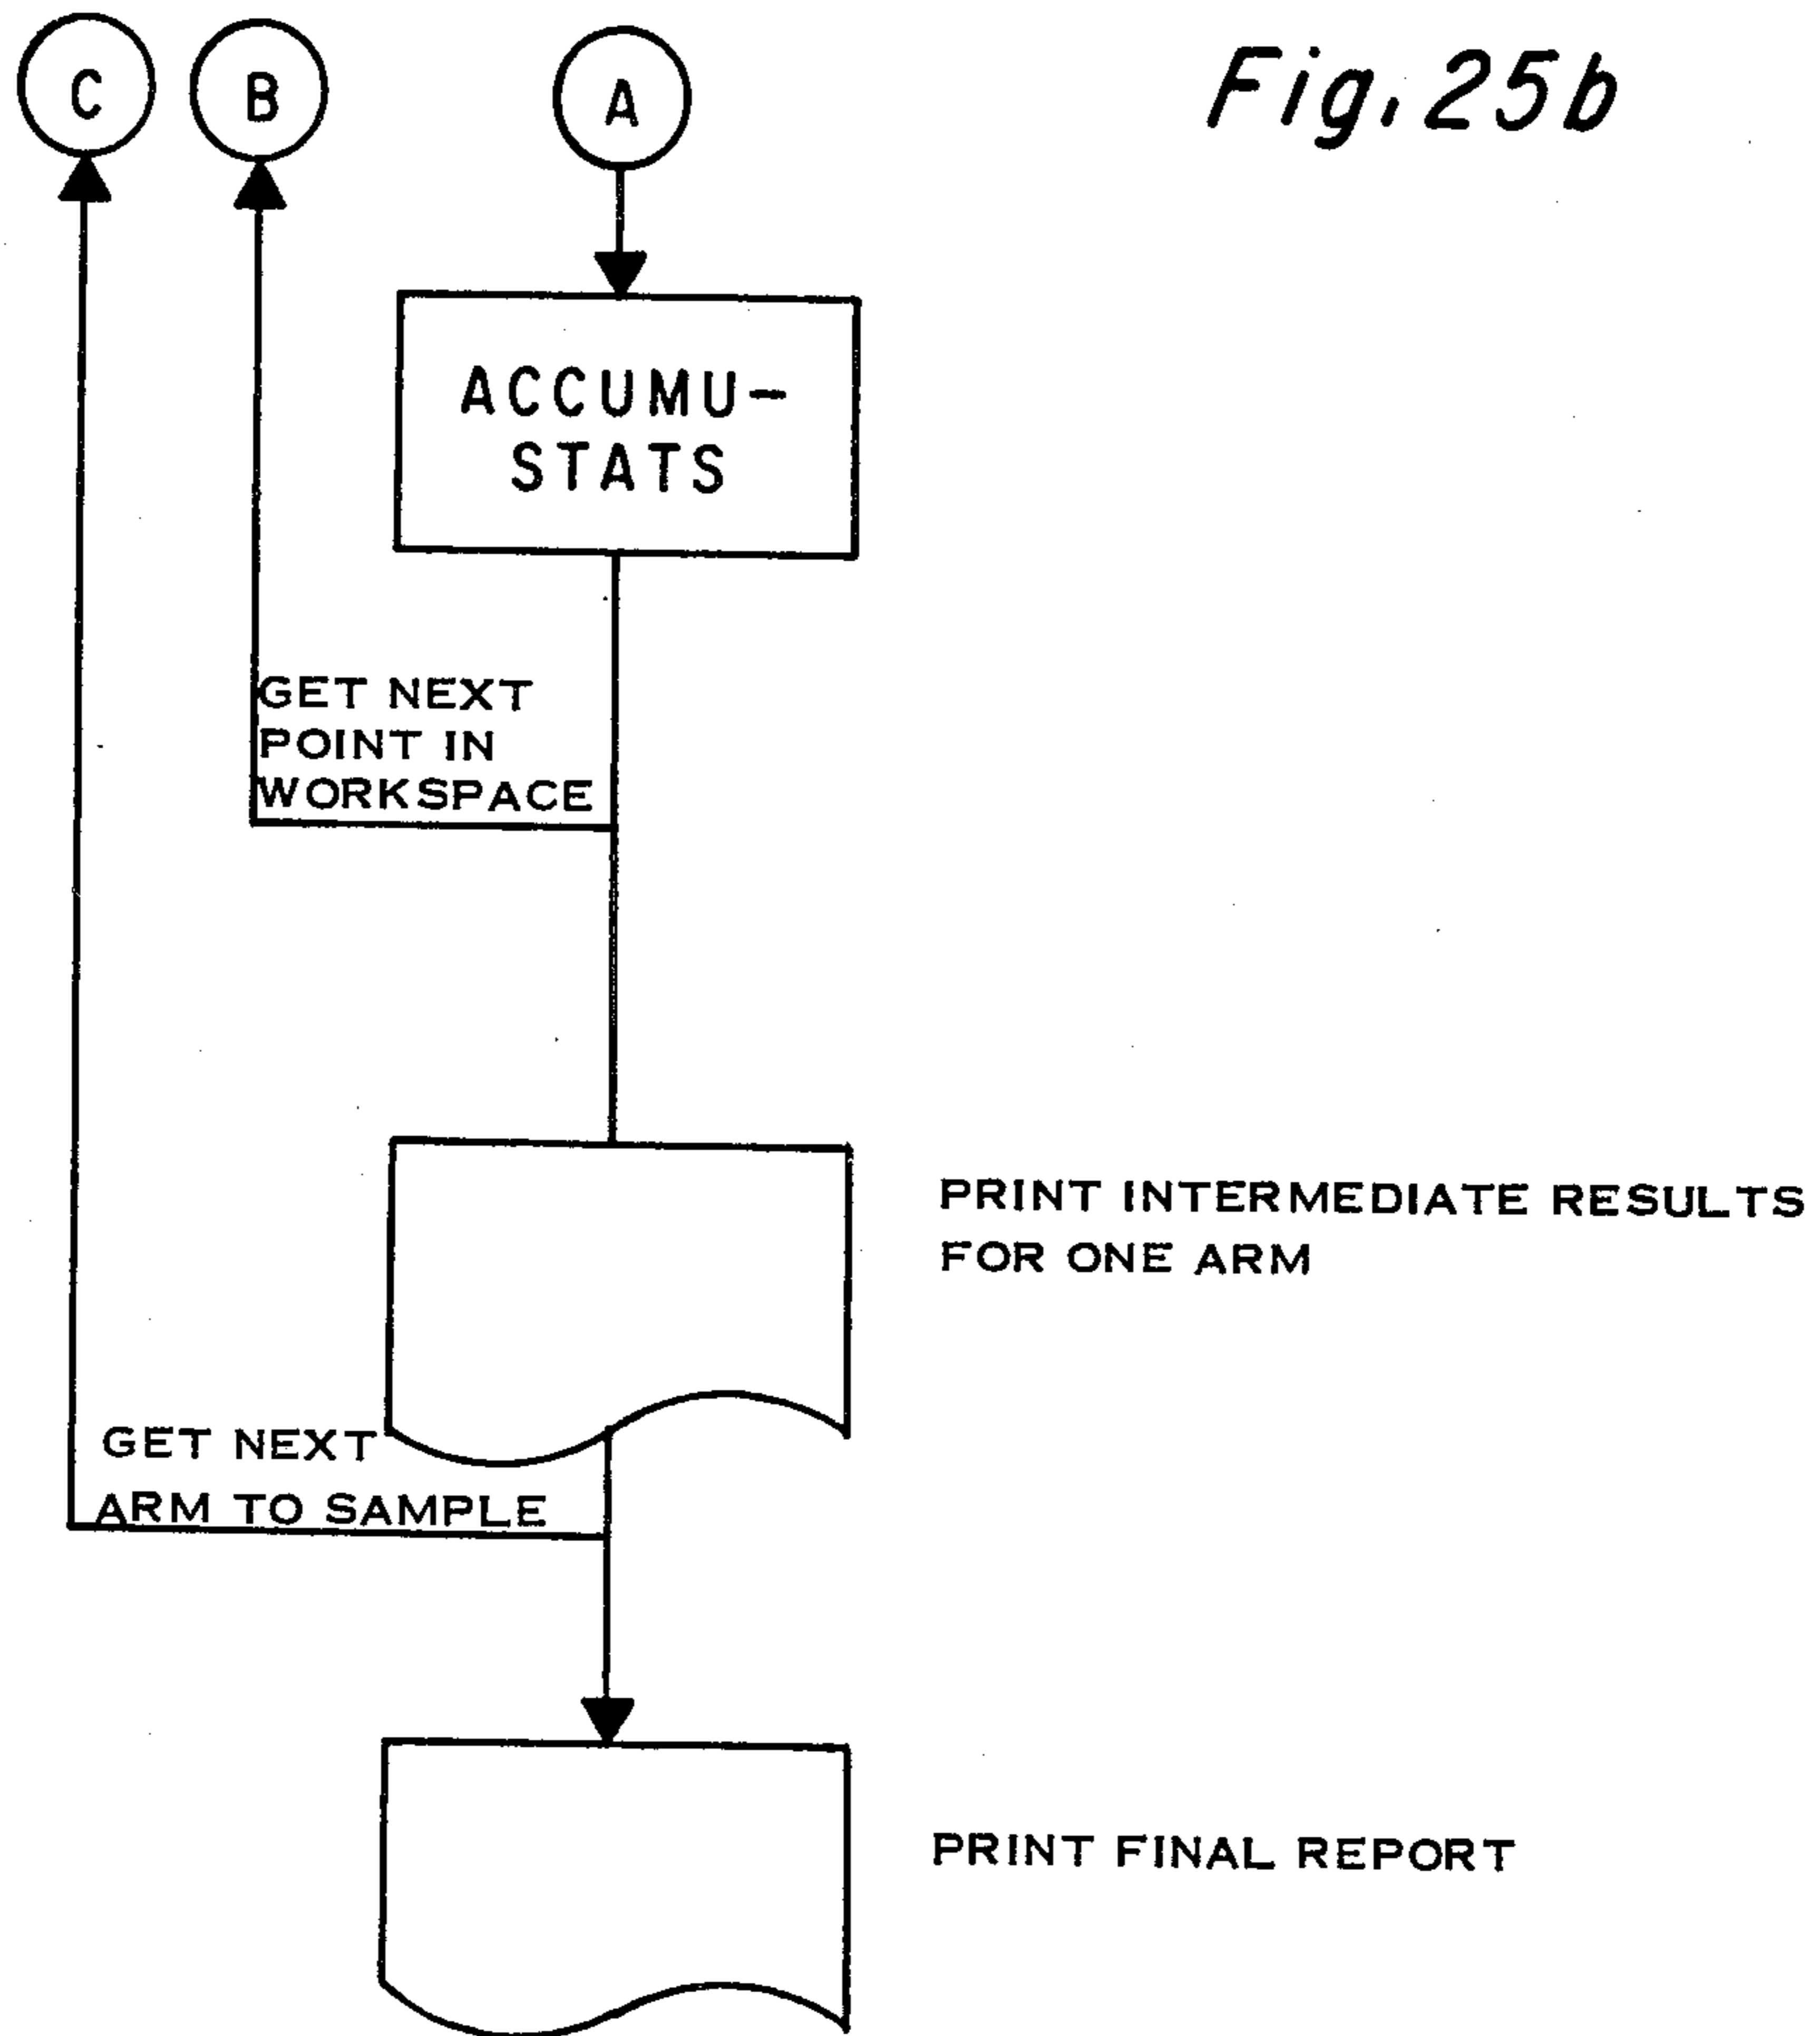 Fig. 25b
C B A
ACCUMU-
STATS
GET NEXT
POINT IN
WORKSPACE
PRINT INTERMEDIATE RESULTS
FOR ONE ARM
GET NEXT
ARM TO SAMPLE
PRINT FINAL REPORT